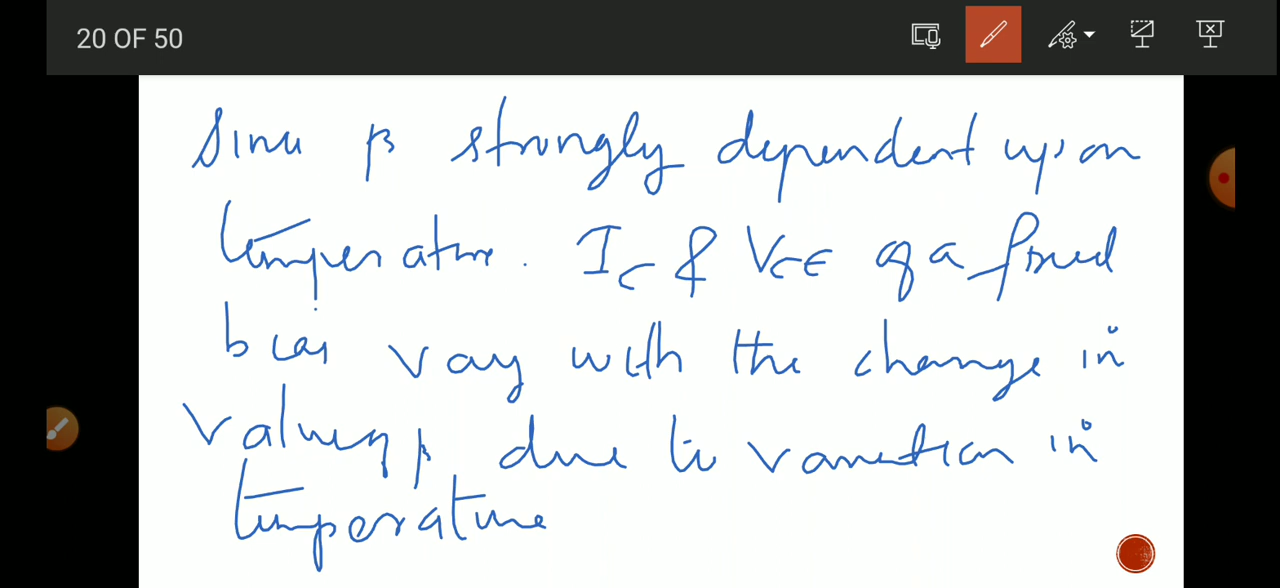 20 OF 50
Since β strongly dependent upon
temperature. IC & VCE of a fixed
bias vary with the change in
value of β due to variation in
temperature